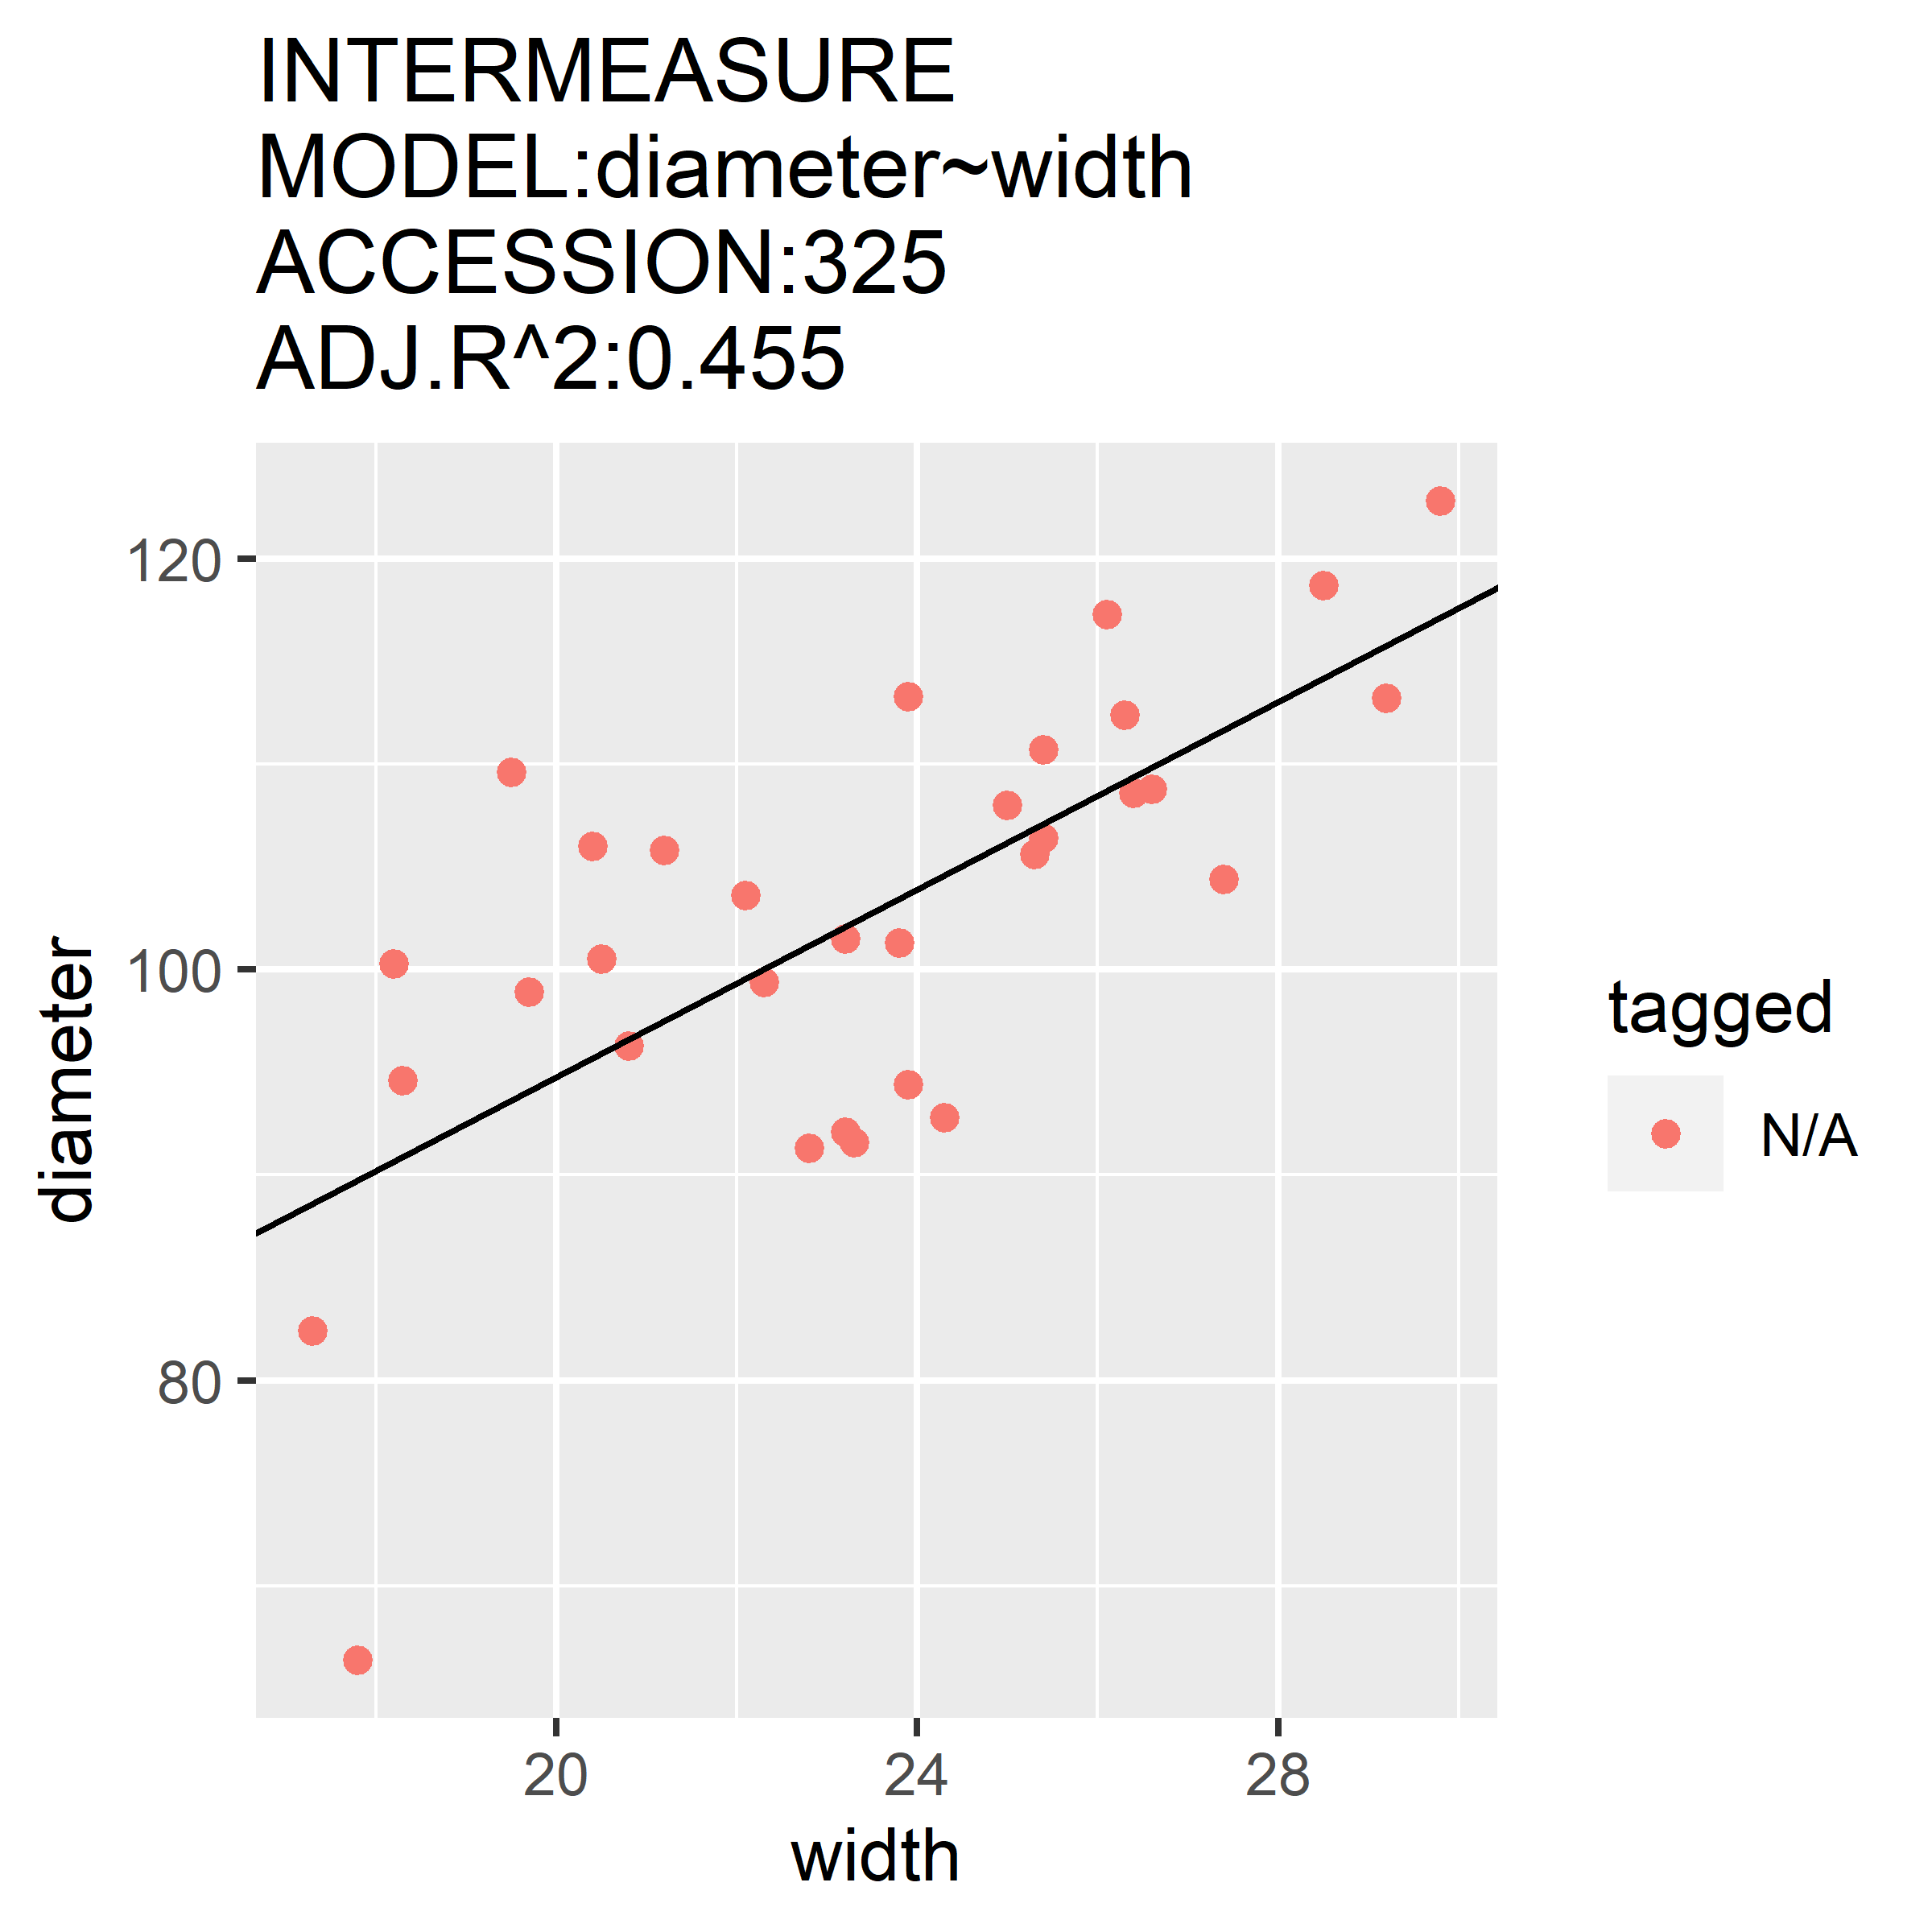 INTERMEASURE
MODEL:diameter~width
ACCESSION:325
ADJ.R^2:0.455
120
100
80
diameter
20 24 28
width
tagged
N/A